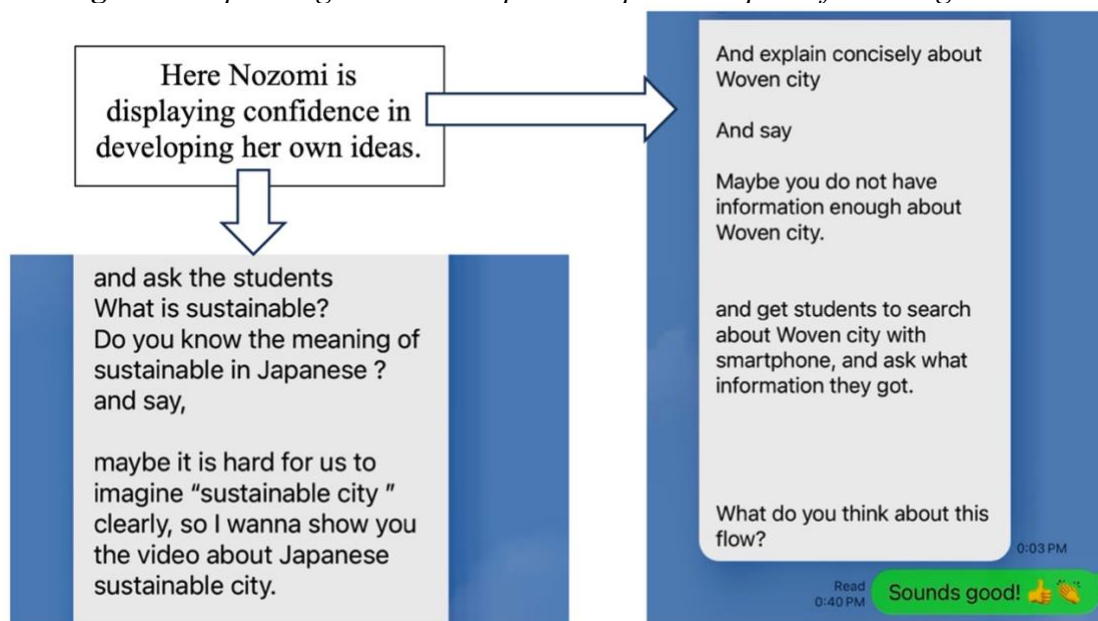 Here Nozomi is
displaying confidence in
developing her own ideas.
and ask the students
What is sustainable?
Do you know the meaning of
sustainable in Japanese ?
and say,
maybe it is hard for us to
imagine “sustainable city ”
clearly, so I wanna show you
the video about Japanese
sustainable city.
And explain concisely about
Woven city
And say
Maybe you do not have
information enough about
Woven city.
and get students to search
about Woven city with
smartphone, and ask what
information they got.
What do you think about this
flow?
0:03 PM
Read
0:40 PM
Sounds good! 👍👏